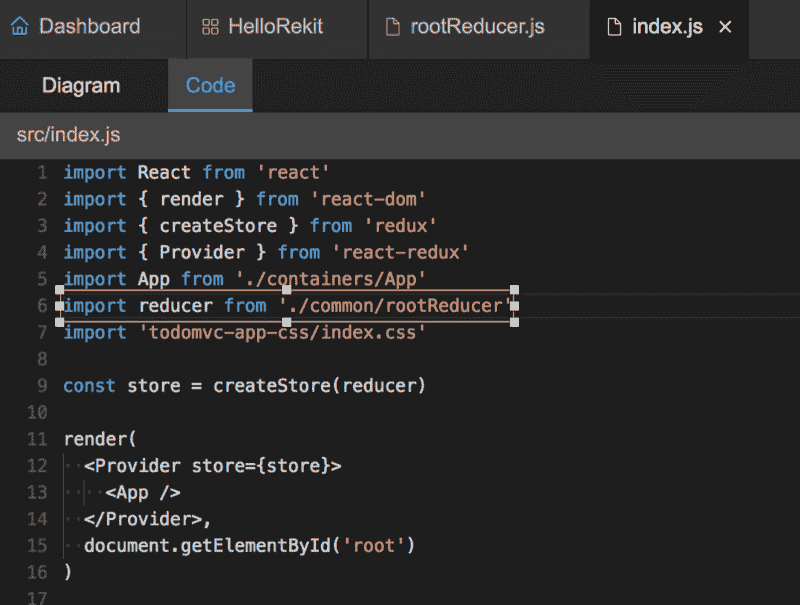 Dashboard HelloRekit rootReducer.js index.js ×
Diagram Code
src/index.js
1 import React from 'react'
2 import { render } from 'react-dom'
3 import { createStore } from 'redux'
4 import { Provider } from 'react-redux'
5 import App from './containers/App'
6 import reducer from './common/rootReducer'
7 import 'todomvc-app-css/index.css'
8
9 const store = createStore(reducer)
10
11 render(
12 <Provider store={store}>
13 <App />
14 </Provider>,
15 document.getElementById('root')
16 )
17